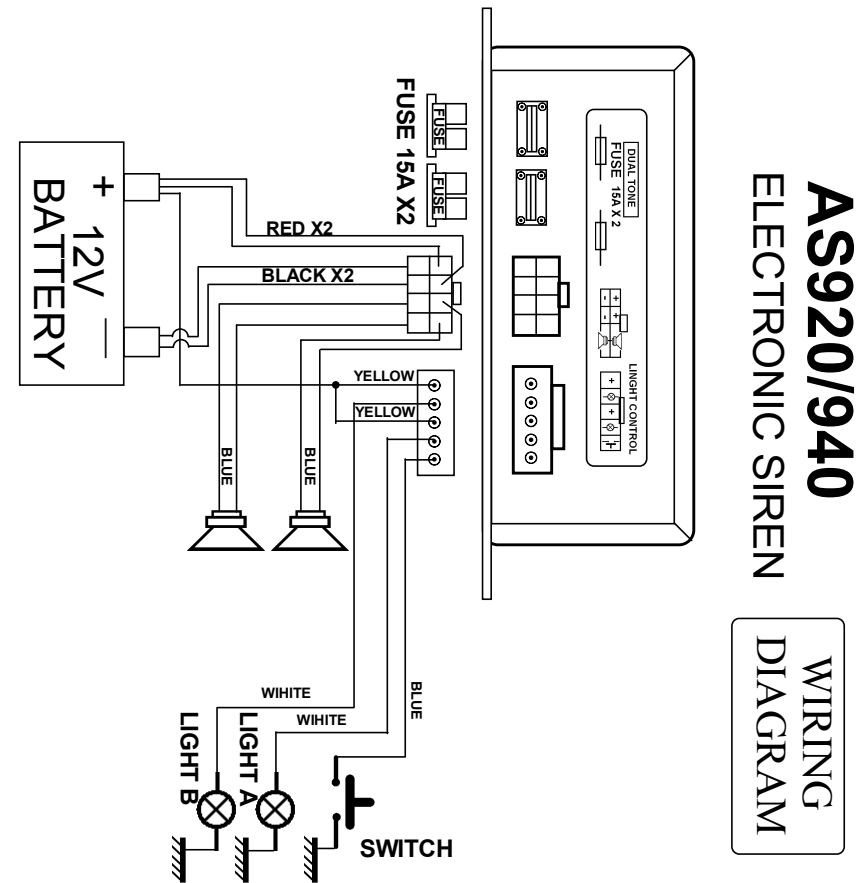 AS920/940
ELECTRONIC SIREN
WIRING
DIAGRAM
DUAL TONE
FUSE 15A X 2
+ +
- -
LINGHT CONTROL
+ +
FUSE 15A X2
FUSE
FUSE
RED X2
BLACK X2
+ −
12V
BATTERY
YELLOW
YELLOW
BLUE
BLUE
WIHITE
WIHITE
BLUE
LIGHT B
LIGHT A
SWITCH